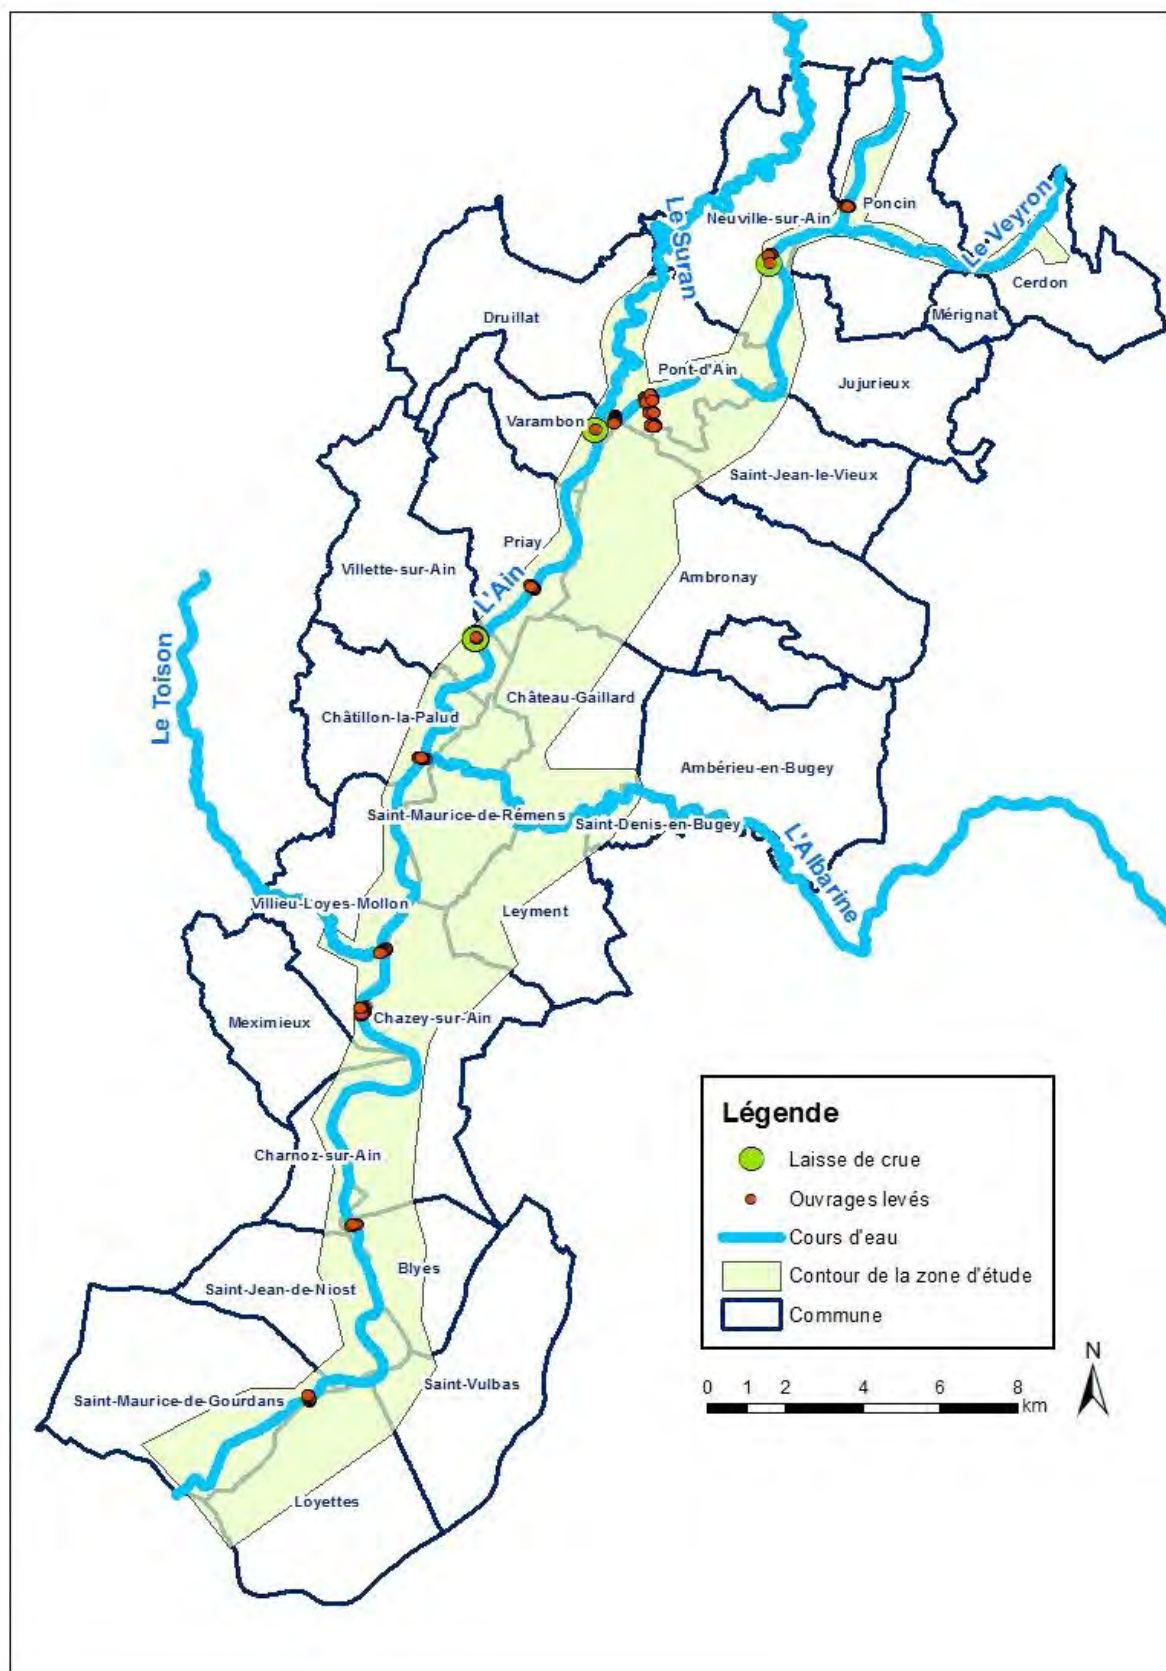 Le Suran
Neuville-sur-Ain
Poncin
Le Veyron
Cerdon
Mérignat
Druillat
Pont-d'Ain
Jujurieux
Varambon
Saint-Jean-le-Vieux
Priay
Villette-sur-Ain
L'Ain
Ambronay
Le Toison
Château-Gaillard
Châtillon-la-Palud
Ambérieu-en-Bugey
Saint-Maurice-de-Rémens
Saint-Denis-en-Bugey
L'Albarine
Villieu-Loyes-Mollon
Leyment
Meximieux
Chazey-sur-Ain
Charnoz-sur-Ain
Blyes
Saint-Jean-de-Niost
Saint-Vulbas
Saint-Maurice-de-Gourdans
Loyettes
Légende
Laisse de crue
Ouvrages levés
Cours d'eau
Contour de la zone d'étude
Commune
N
0 1 2 4 6 8
km